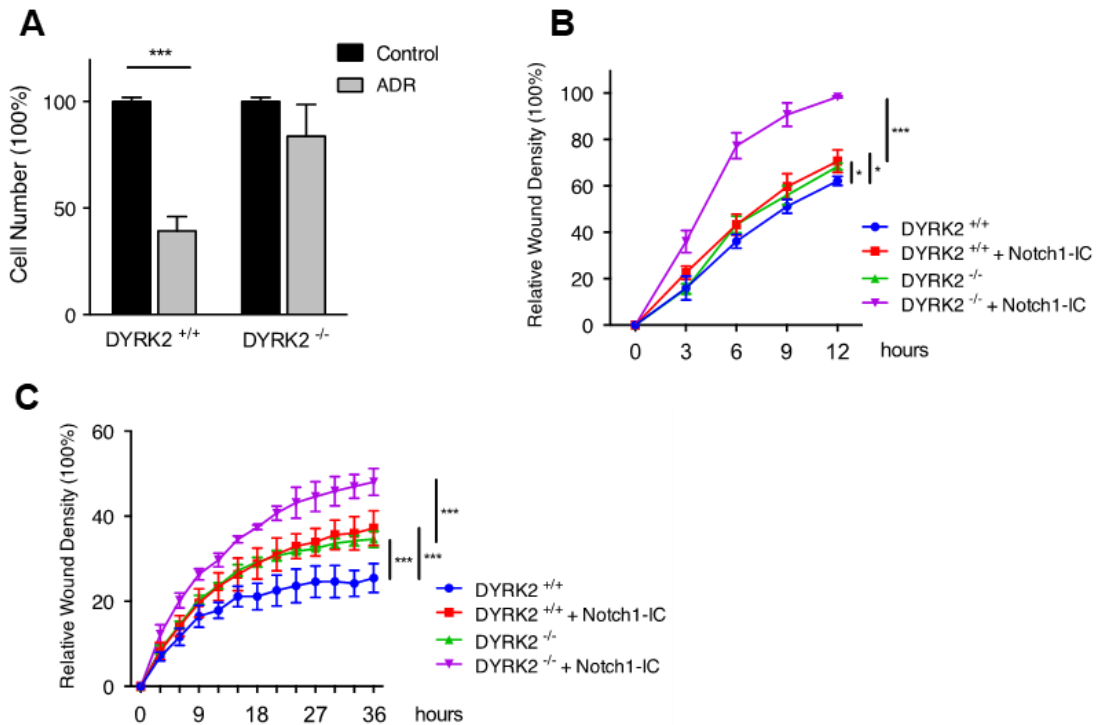 A
***
Control
ADR
Cell Number (100%)
100
50
0
DYRK2 +/+
DYRK2 -/-
B
Relative Wound Density (100%)
100
80
60
40
20
0
0 3 6 9 12 hours
***
*
*
DYRK2 +/+
DYRK2 +/+ + Notch1-IC
DYRK2 -/-
DYRK2 -/- + Notch1-IC
C
Relative Wound Density (100%)
60
40
20
0
0 9 18 27 36 hours
***
***
***
DYRK2 +/+
DYRK2 +/+ + Notch1-IC
DYRK2 -/-
DYRK2 -/- + Notch1-IC